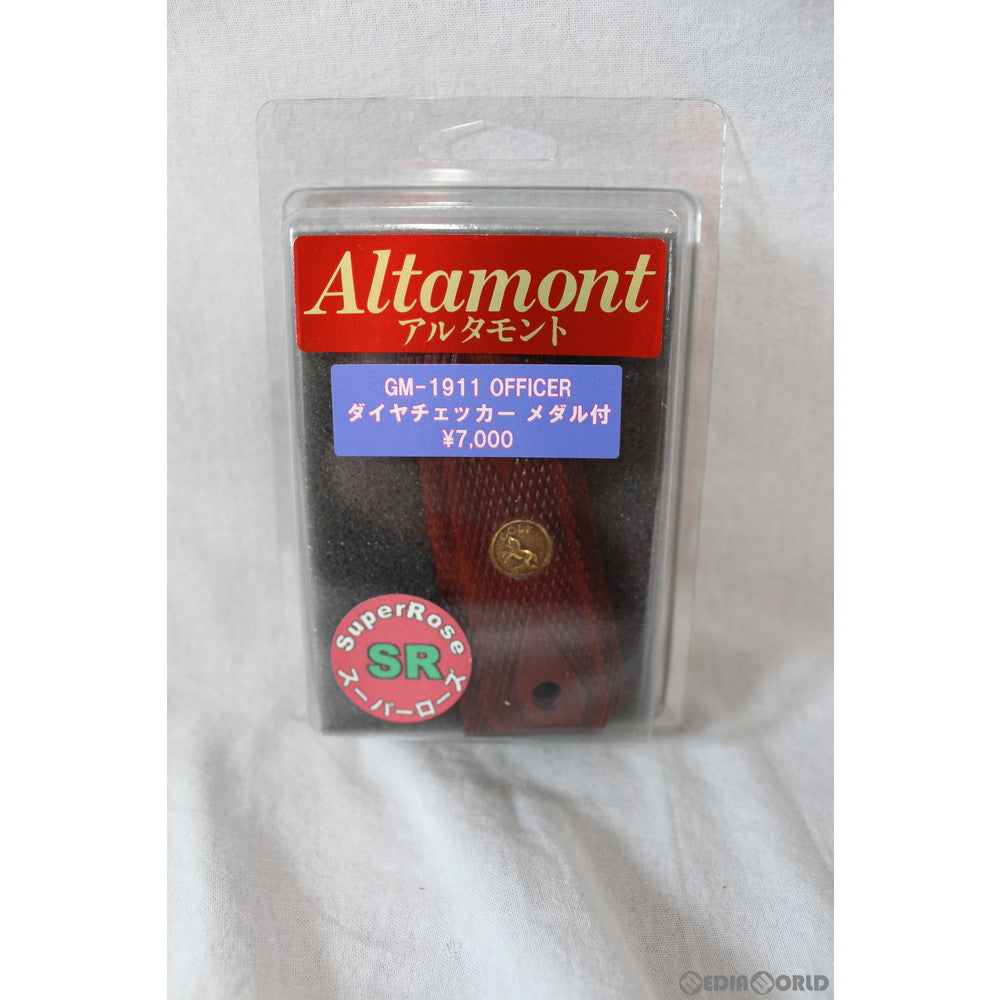 Altamont
アルタモント
GM-1911 OFFICER
ダイヤチェッカー メダル付
¥7,000
COLT
SuperRose
SR
スーパーローズ
MEDIAWORLD